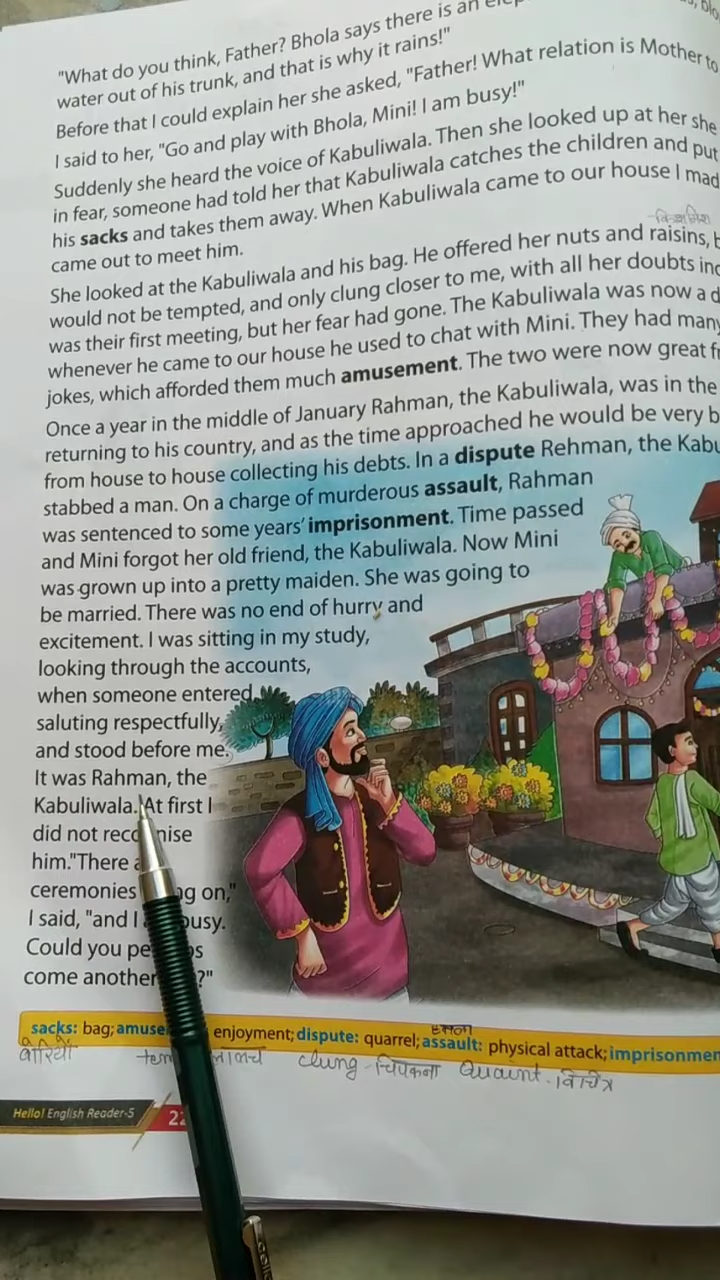 "What do you think, Father? Bhola says there is an
water out of his trunk, and that is why it rains!"
Before that I could explain her she asked, "Father! What relation is Mother to
I said to her, "Go and play with Bhola, Mini! I am busy!"
Suddenly she heard the voice of Kabuliwala. Then she looked up at her she
in fear, someone had told her that Kabuliwala catches the children and put
his sacks and takes them away. When Kabuliwala came to our house I mad
came out to meet him.
किशमिश
She looked at the Kabuliwala and his bag. He offered her nuts and raisins, b
would not be tempted, and only clung closer to me, with all her doubts inc
was their first meeting, but her fear had gone. The Kabuliwala was now a d
whenever he came to our house he used to chat with Mini. They had many
jokes, which afforded them much amusement. The two were now great fr
Once a year in the middle of January Rahman, the Kabuliwala, was in the
returning to his country, and as the time approached he would be very b
from house to house collecting his debts. In a dispute Rehman, the Kabu
stabbed a man. On a charge of murderous assault, Rahman
was sentenced to some years' imprisonment. Time passed
and Mini forgot her old friend, the Kabuliwala. Now Mini
was grown up into a pretty maiden. She was going to
be married. There was no end of hurry and
excitement. I was sitting in my study,
looking through the accounts,
when someone entered,
saluting respectfully,
and stood before me.
It was Rahman, the
Kabuliwala. At first I
did not rec nise
him."There a
ceremonies g on,"
I said, "and I busy.
Could you pe s
come another ?"
हमला
sacks: bag; amuse enjoyment; dispute: quarrel; assault: physical attack; imprisonmen
बोरियाँ tem लालच clung - चिपकना Quaint - विचित्र
Hello! English Reader-5
22